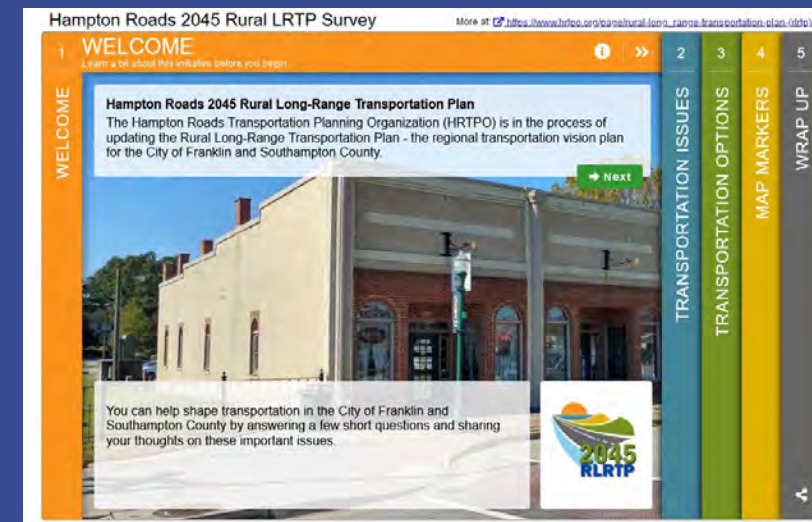 Hampton Roads 2045 Rural LRTP Survey
More at: https://www.hrtpo.org/page/rural-long_range-transportation-plan-(rlrtp)
1
WELCOME
Learn a bit about this initiative before you begin.
WELCOME
Hampton Roads 2045 Rural Long-Range Transportation Plan
The Hampton Roads Transportation Planning Organization (HRTPO) is in the process of
updating the Rural Long-Range Transportation Plan - the regional transportation vision plan
for the City of Franklin and Southampton County.
Next
You can help shape transportation in the City of Franklin and
Southampton County by answering a few short questions and sharing
your thoughts on these important issues.
2045
RLRTP
2
TRANSPORTATION ISSUES
3
TRANSPORTATION OPTIONS
4
MAP MARKERS
5
WRAP UP